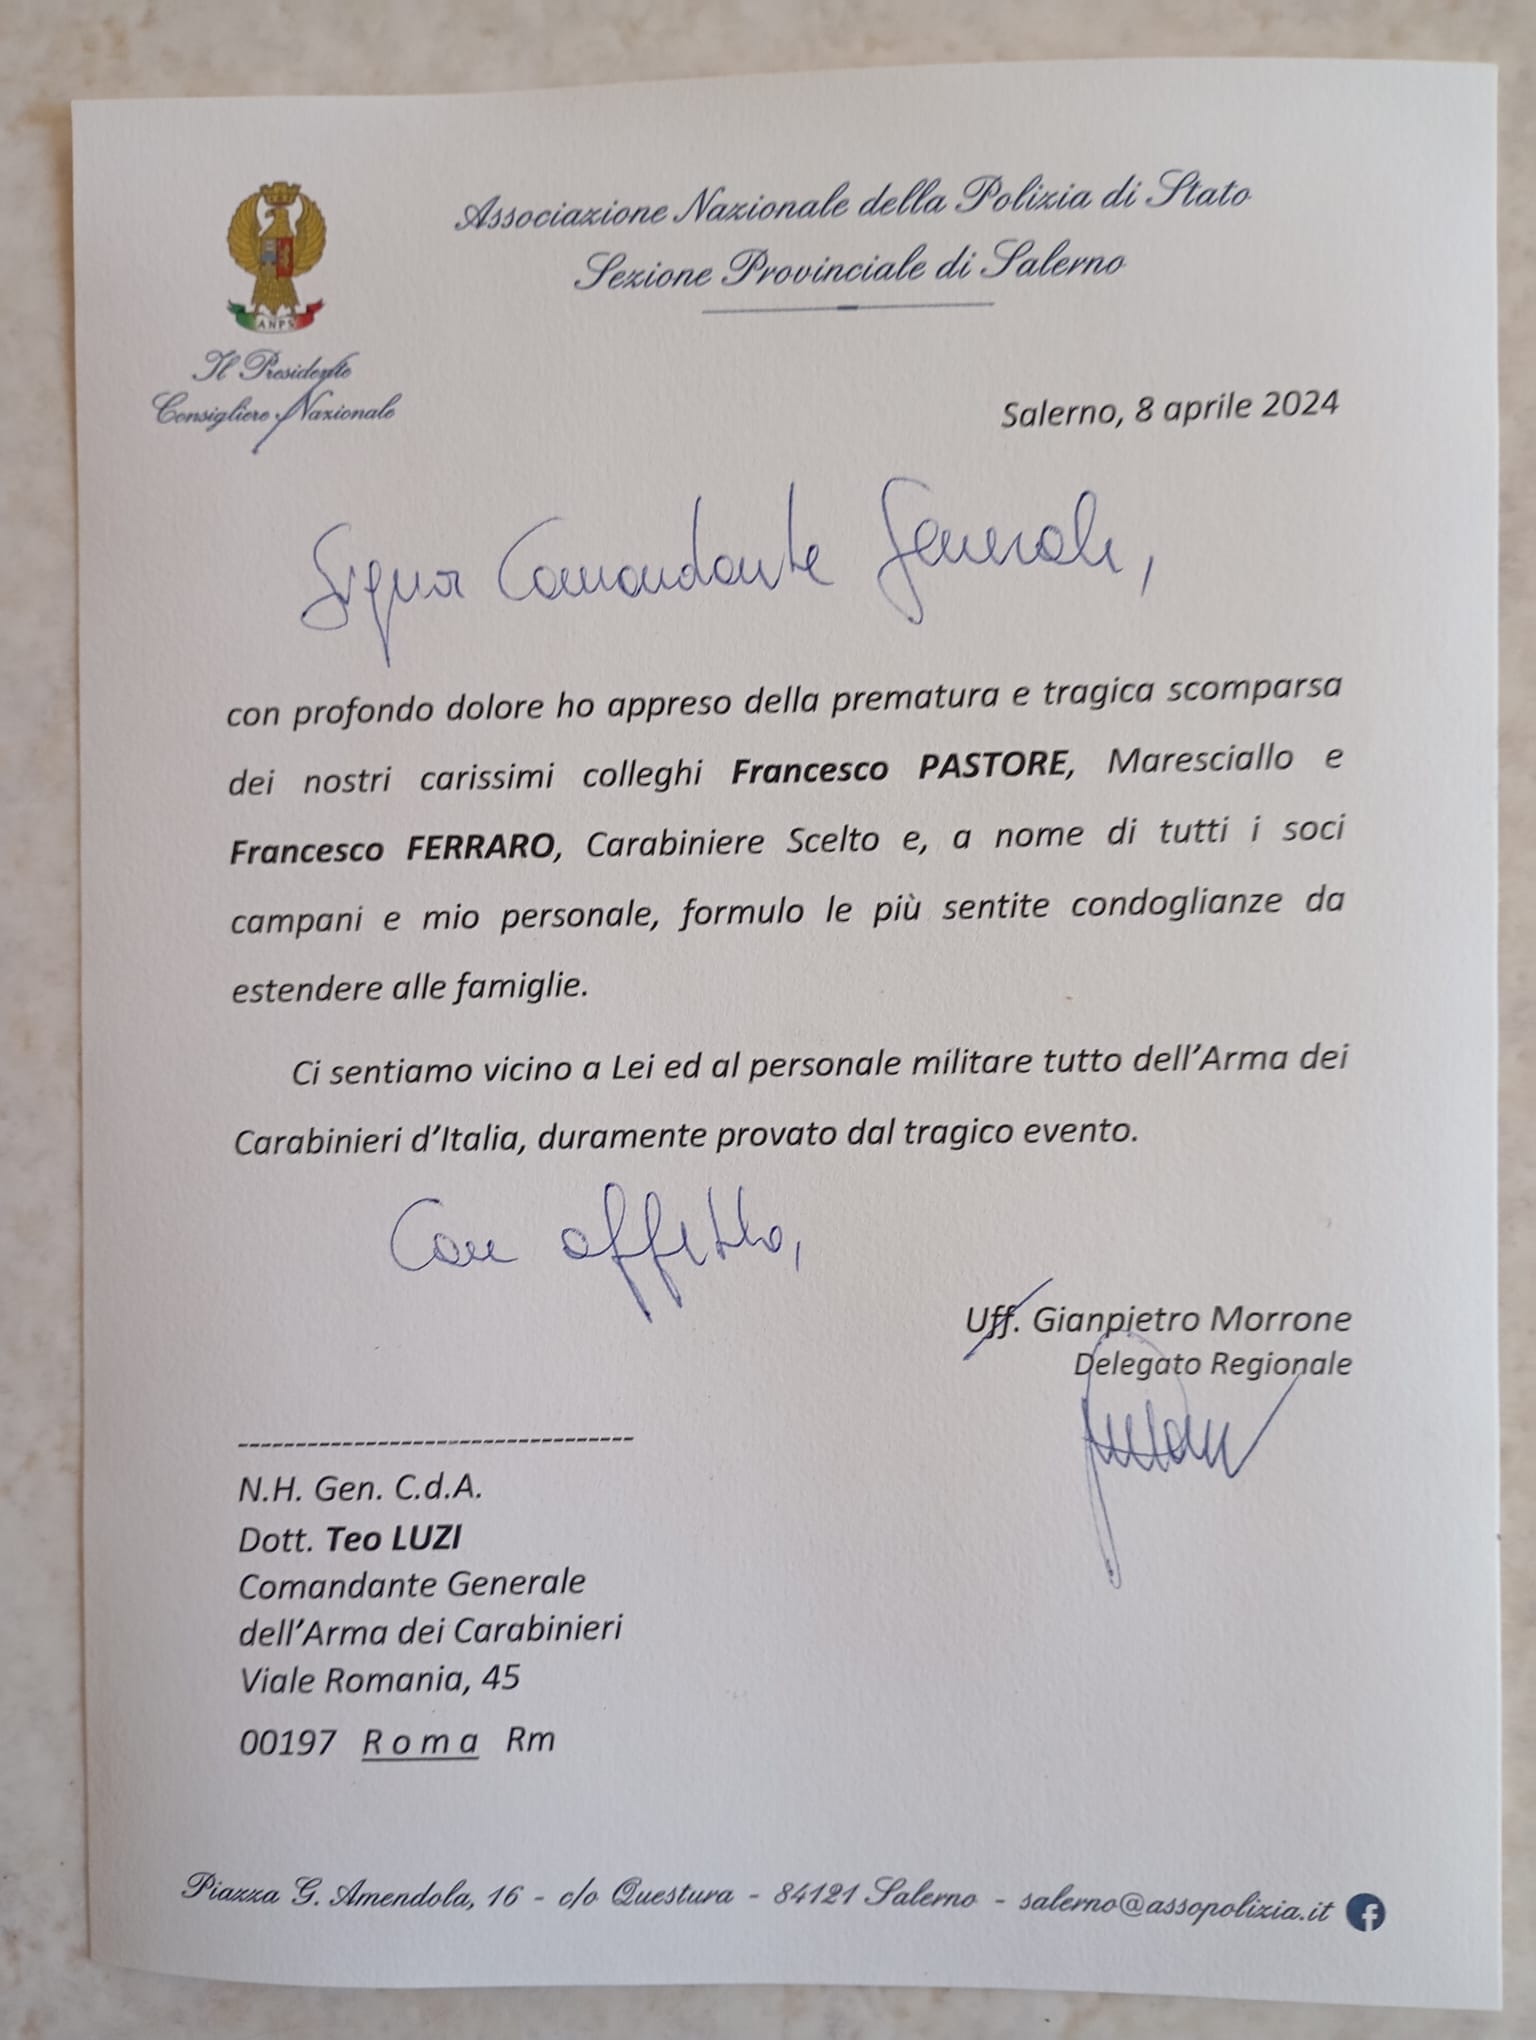 Associazione Nazionale della Polizia di Stato
Sezione Provinciale di Salerno
ANPS
Il Presidente
Consigliere Nazionale
Salerno, 8 aprile 2024
Signor Comandante Generale,
con profondo dolore ho appreso della prematura e tragica scomparsa
dei nostri carissimi colleghi Francesco PASTORE, Maresciallo e
Francesco FERRARO, Carabiniere Scelto e, a nome di tutti i soci
campani e mio personale, formulo le più sentite condoglianze da
estendere alle famiglie.
Ci sentiamo vicino a Lei ed al personale militare tutto dell’Arma dei
Carabinieri d’Italia, duramente provato dal tragico evento.
Con affetto,
Uff. Gianpietro Morrone
Delegato Regionale
----------------------------------
N.H. Gen. C.d.A.
Dott. Teo LUZI
Comandante Generale
dell’Arma dei Carabinieri
Viale Romania, 45
00197 R o m a Rm
Piazza G. Amendola, 16 - c/o Questura - 84121 Salerno - salerno@assopolizia.it